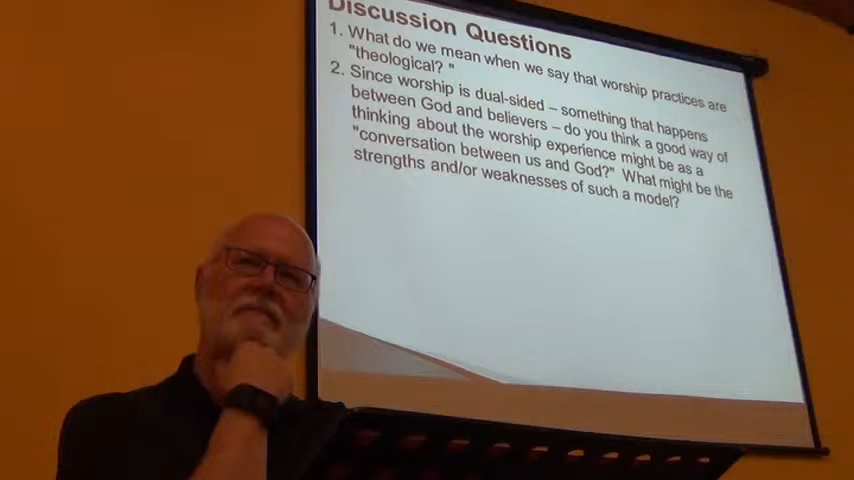 Discussion Questions
1. What do we mean when we say that worship practices are
"theological? "
2. Since worship is dual-sided – something that happens
between God and believers – do you think a good way of
thinking about the worship experience might be as a
"conversation between us and God?" What might be the
strengths and/or weaknesses of such a model?